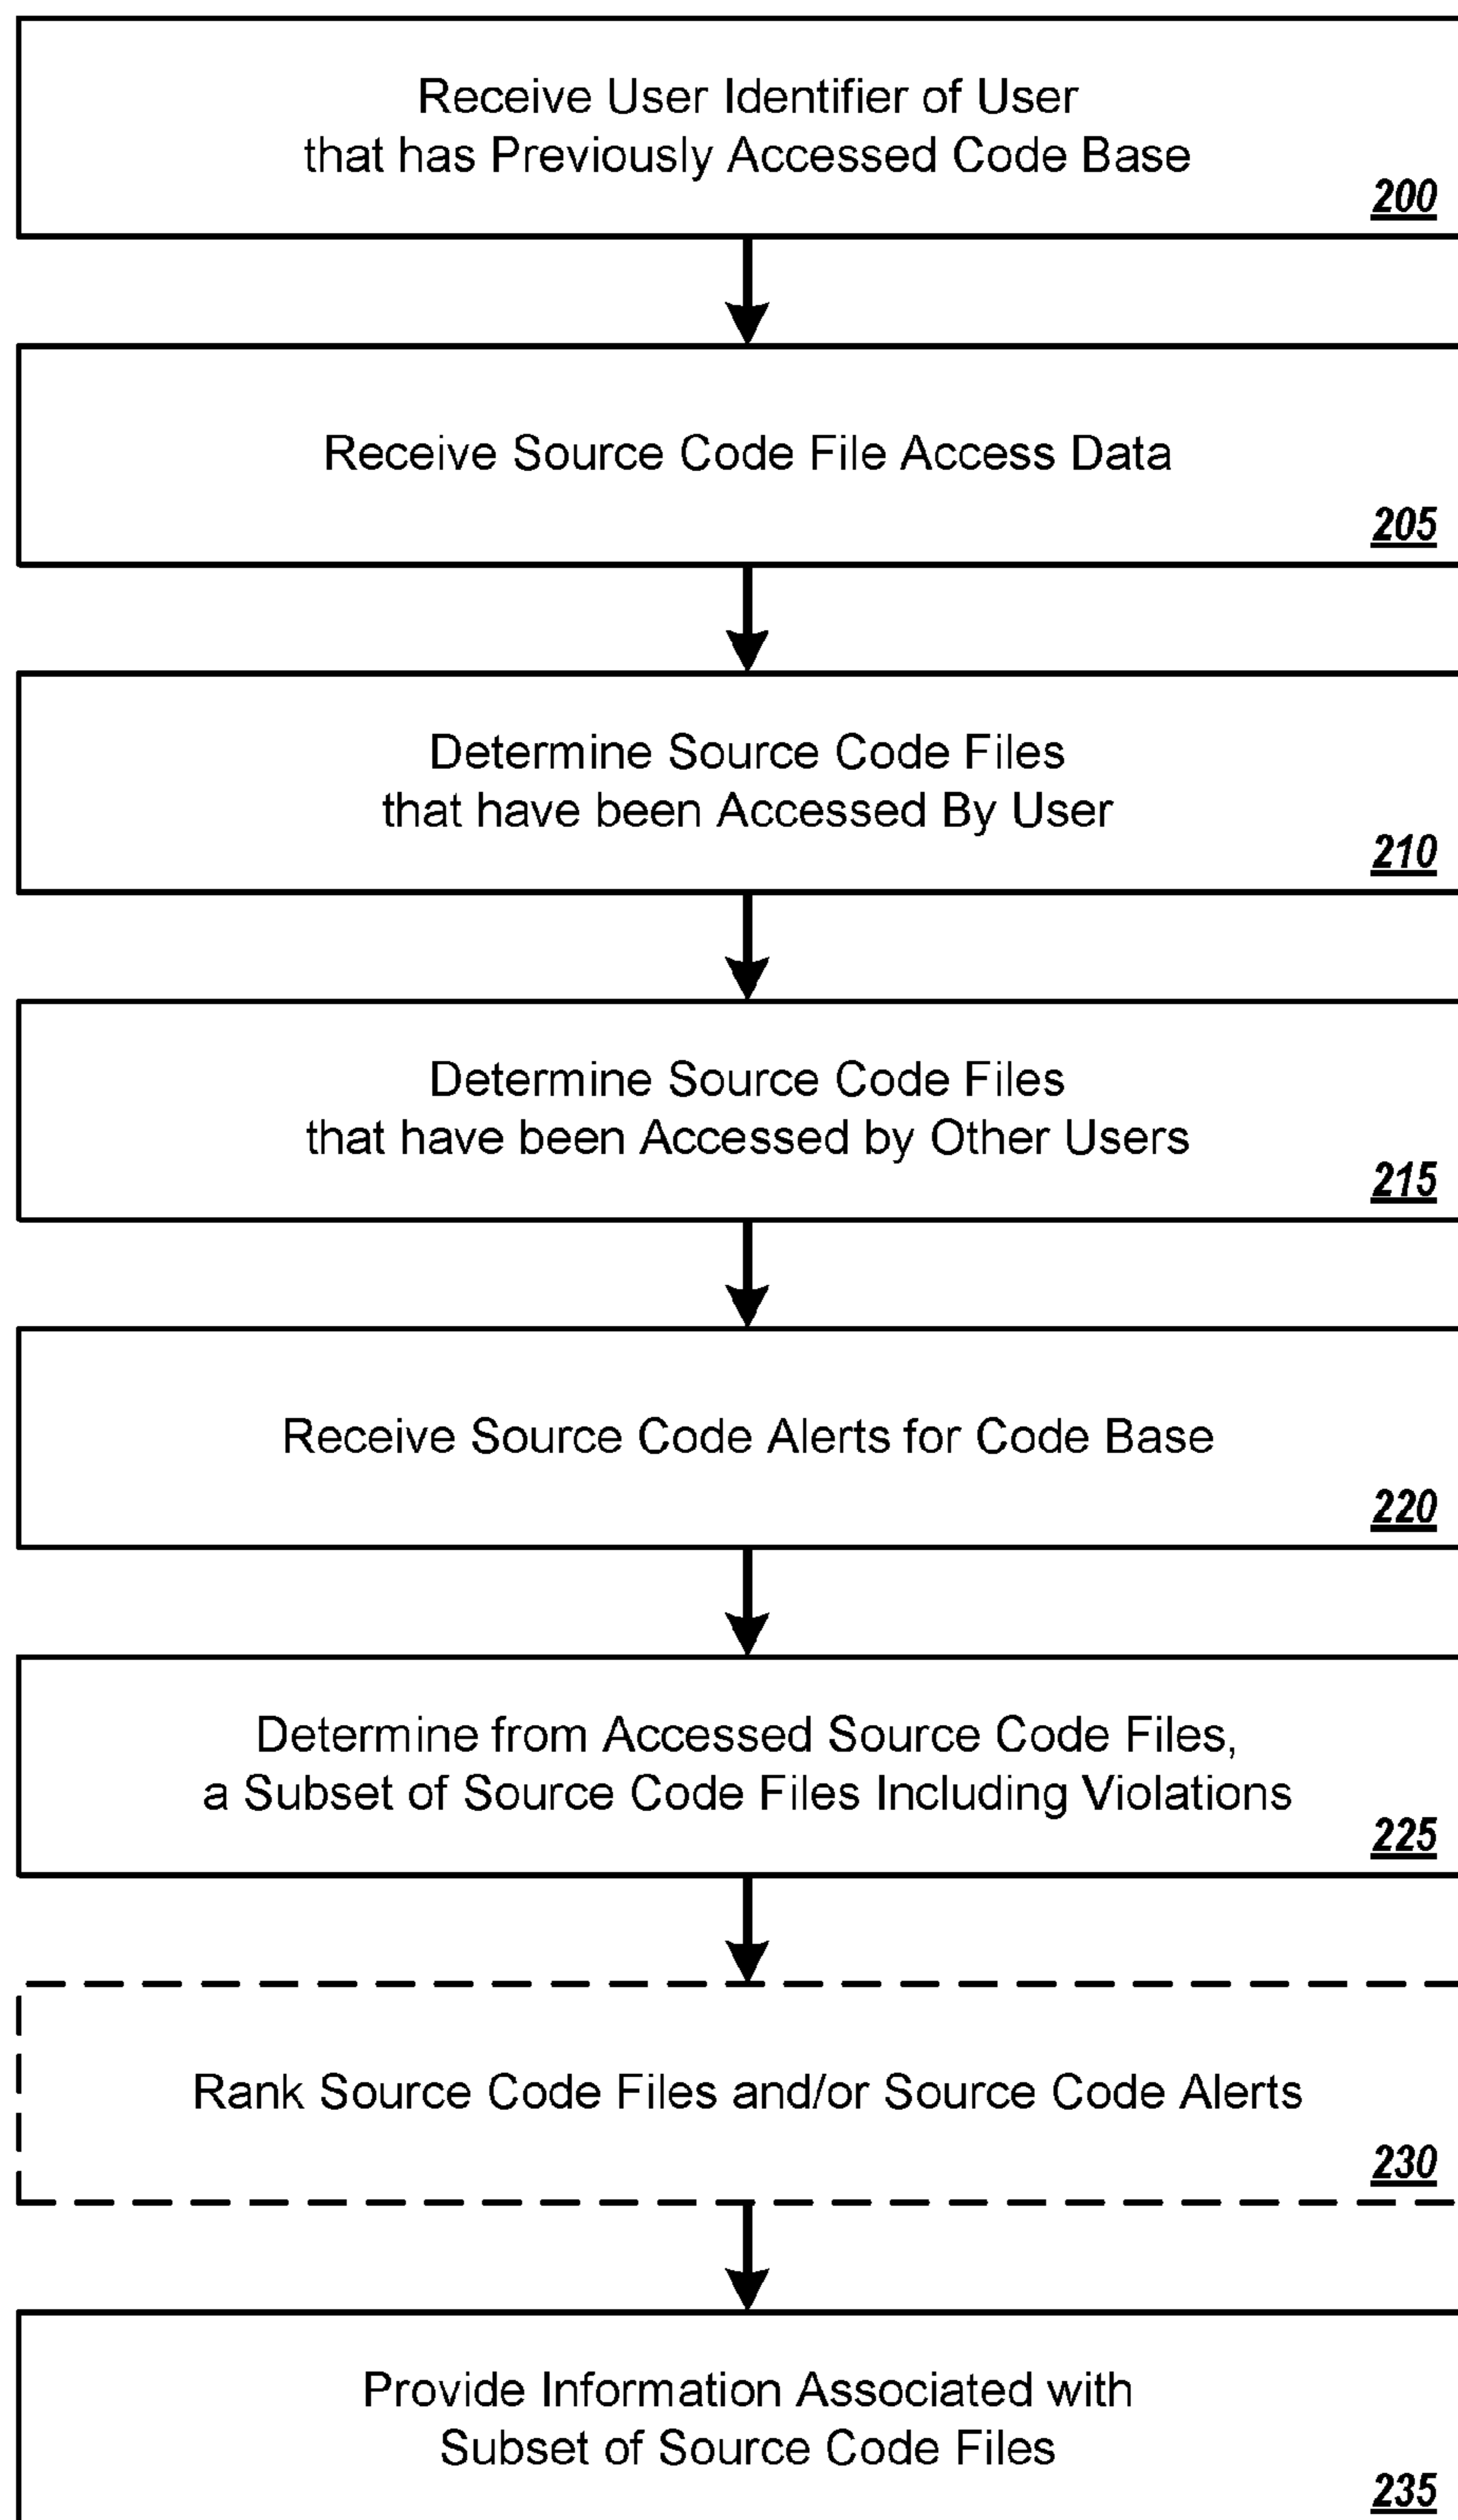 Receive User Identifier of User
that has Previously Accessed Code Base
200
Receive Source Code File Access Data
205
Determine Source Code Files
that have been Accessed By User
210
Determine Source Code Files
that have been Accessed by Other Users
215
Receive Source Code Alerts for Code Base
220
Determine from Accessed Source Code Files,
a Subset of Source Code Files Including Violations
225
Rank Source Code Files and/or Source Code Alerts
230
Provide Information Associated with
Subset of Source Code Files
235